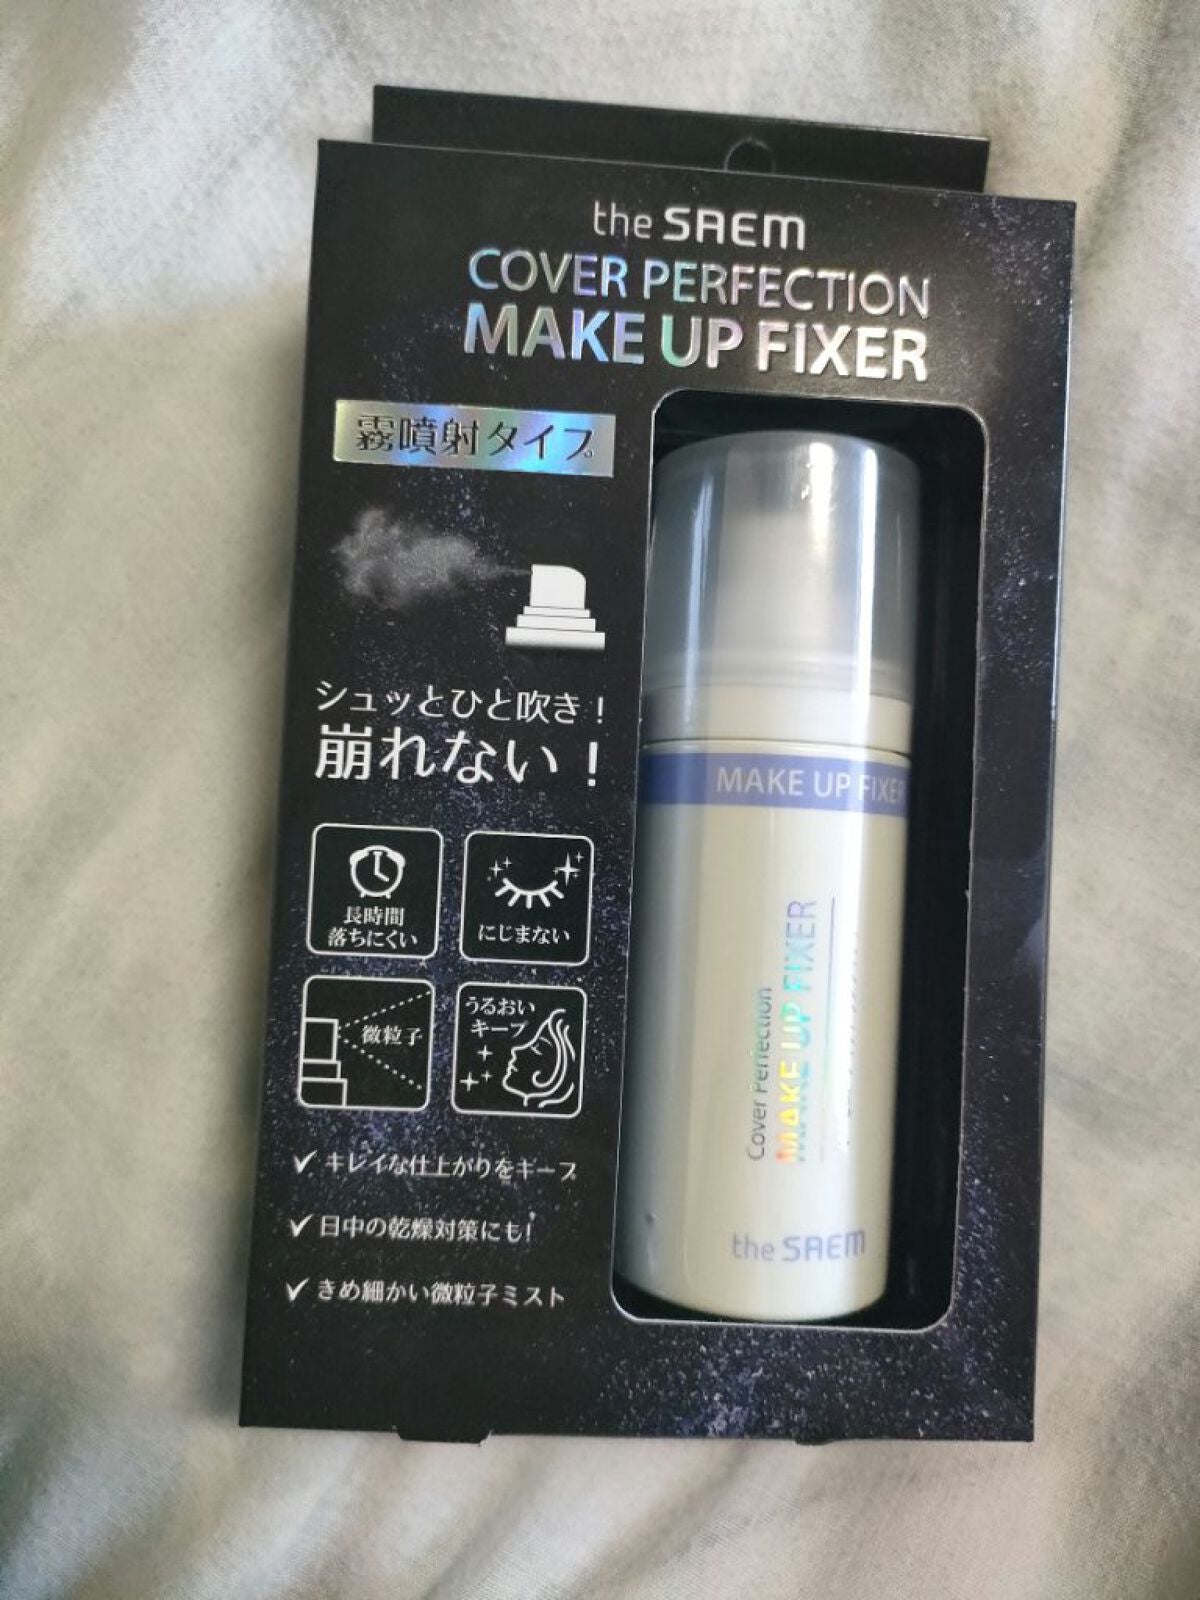 the SAEM
COVER PERFECTION
MAKE UP FIXER
霧噴射タイプ
シュッとひと吹き！
崩れない！
長時間
落ちにくい
にじまない
微粒子
うるおい
キープ
✓ キレイな仕上がりをキープ
✓ 日中の乾燥対策にも!
✓ きめ細かい微粒子ミスト
MAKE UP FIXER
Cover Perfection
MAKE UP FIXER
the SAEM